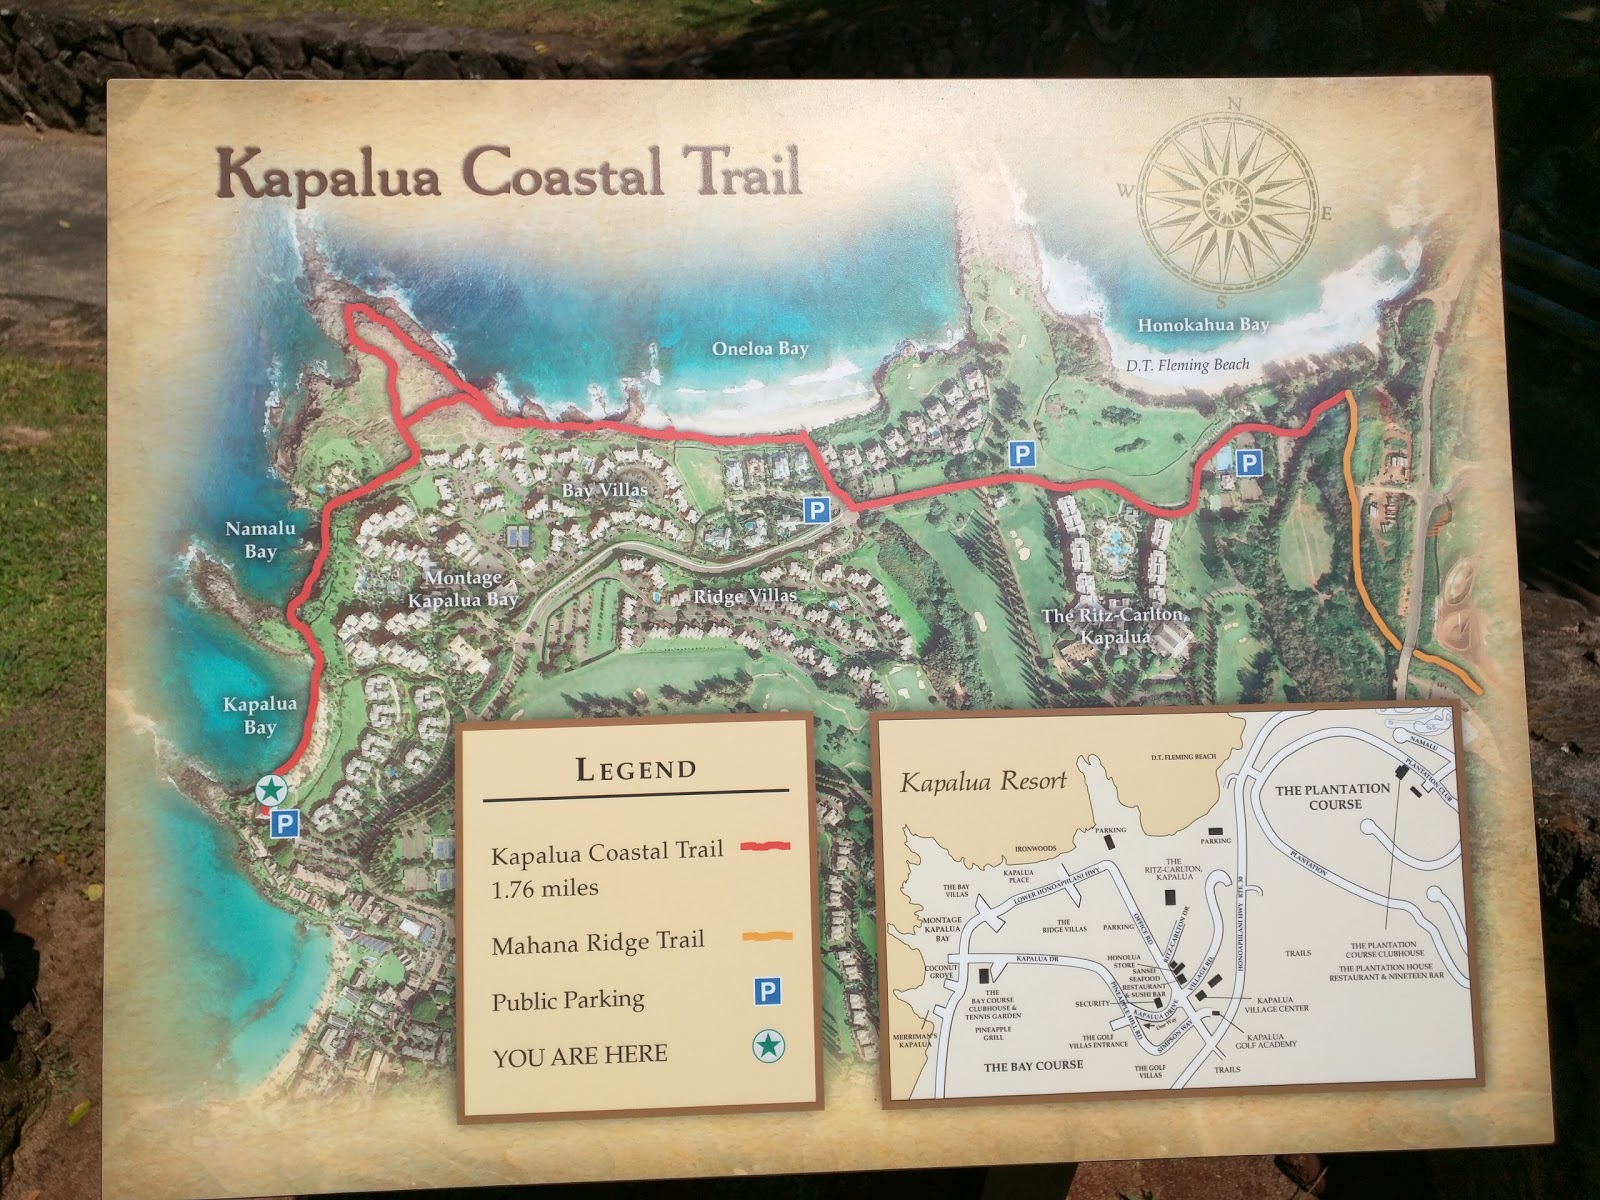 Kapalua Coastal Trail
N
W
E
S
Oneloa Bay
Honokahua Bay
D.T. Fleming Beach
P
P
P
Bay Villas
Namalu
Bay
Montage
Kapalua Bay
Ridge Villas
The Ritz-Carlton,
Kapalua
Kapalua
Bay
P
LEGEND
Kapalua Coastal Trail
1.76 miles
Mahana Ridge Trail
Public Parking
P
YOU ARE HERE
Kapalua Resort
D.T. FLEMING BEACH
NAMALU
PLANTATION CLUB
THE PLANTATION
COURSE
PARKING
PARKING
IRONWOODS
PLANTATION
KAPALUA
PLACE
THE
RITZ-CARLTON,
KAPALUA
THE BAY
VILLAS
LOWER HONOAPIILANI HWY
HONOAPIILANI HWY RTE. 30
MONTAGE
KAPALUA
BAY
THE
RIDGE VILLAS
PARKING
OFFICE RD
RITZ-CARLTON DR
COCONUT
GROVE
KAPALUA DR
HONOLUA
STORE
SANSEI
SEAFOOD
RESTAURANT
& SUSHI BAR
VILLAGE RD
TRAILS
THE PLANTATION
COURSE CLUBHOUSE
THE PLANTATION HOUSE
RESTAURANT & NINETEEN BAR
THE
BAY COURSE
CLUBHOUSE &
TENNIS GARDEN
PINEAPPLE
GRILL
PINEAPPLE HILL RD
SECURITY
KAPALUA DRIVE
One Way
SIMPSON WAY
KAPALUA
VILLAGE CENTER
MERRIMAN'S
KAPALUA
THE GOLF
VILLAS ENTRANCE
KAPALUA
GOLF ACADEMY
THE BAY COURSE
THE GOLF
VILLAS
TRAILS